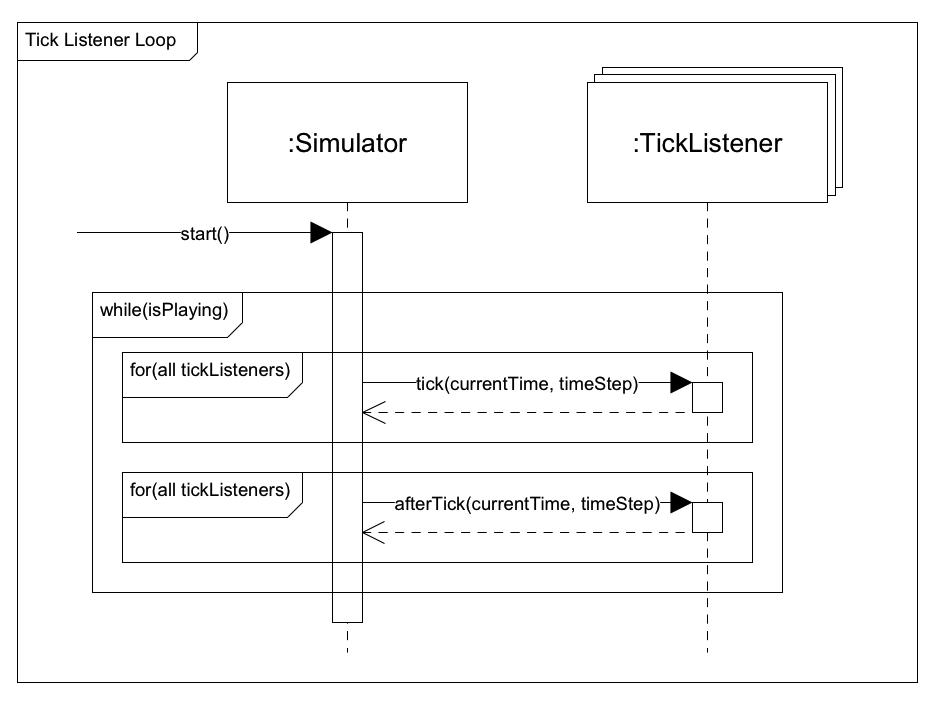 Tick Listener Loop
:Simulator
:TickListener
start()
while(isPlaying)
for(all tickListeners)
tick(currentTime, timeStep)
for(all tickListeners)
afterTick(currentTime, timeStep)